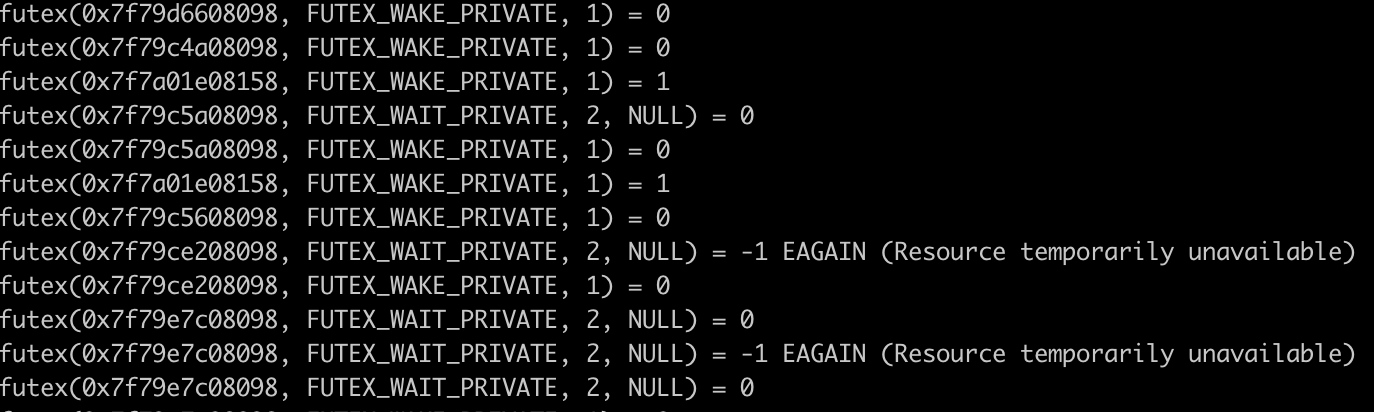 futex(0x7f79d6608098, FUTEX_WAKE_PRIVATE, 1) = 0
futex(0x7f79c4a08098, FUTEX_WAKE_PRIVATE, 1) = 0
futex(0x7f7a01e08158, FUTEX_WAKE_PRIVATE, 1) = 1
futex(0x7f79c5a08098, FUTEX_WAIT_PRIVATE, 2, NULL) = 0
futex(0x7f79c5a08098, FUTEX_WAKE_PRIVATE, 1) = 0
futex(0x7f7a01e08158, FUTEX_WAKE_PRIVATE, 1) = 1
futex(0x7f79c5608098, FUTEX_WAKE_PRIVATE, 1) = 0
futex(0x7f79ce208098, FUTEX_WAIT_PRIVATE, 2, NULL) = -1 EAGAIN (Resource temporarily unavailable)
futex(0x7f79ce208098, FUTEX_WAKE_PRIVATE, 1) = 0
futex(0x7f79e7c08098, FUTEX_WAIT_PRIVATE, 2, NULL) = 0
futex(0x7f79e7c08098, FUTEX_WAIT_PRIVATE, 2, NULL) = -1 EAGAIN (Resource temporarily unavailable)
futex(0x7f79e7c08098, FUTEX_WAIT_PRIVATE, 2, NULL) = 0